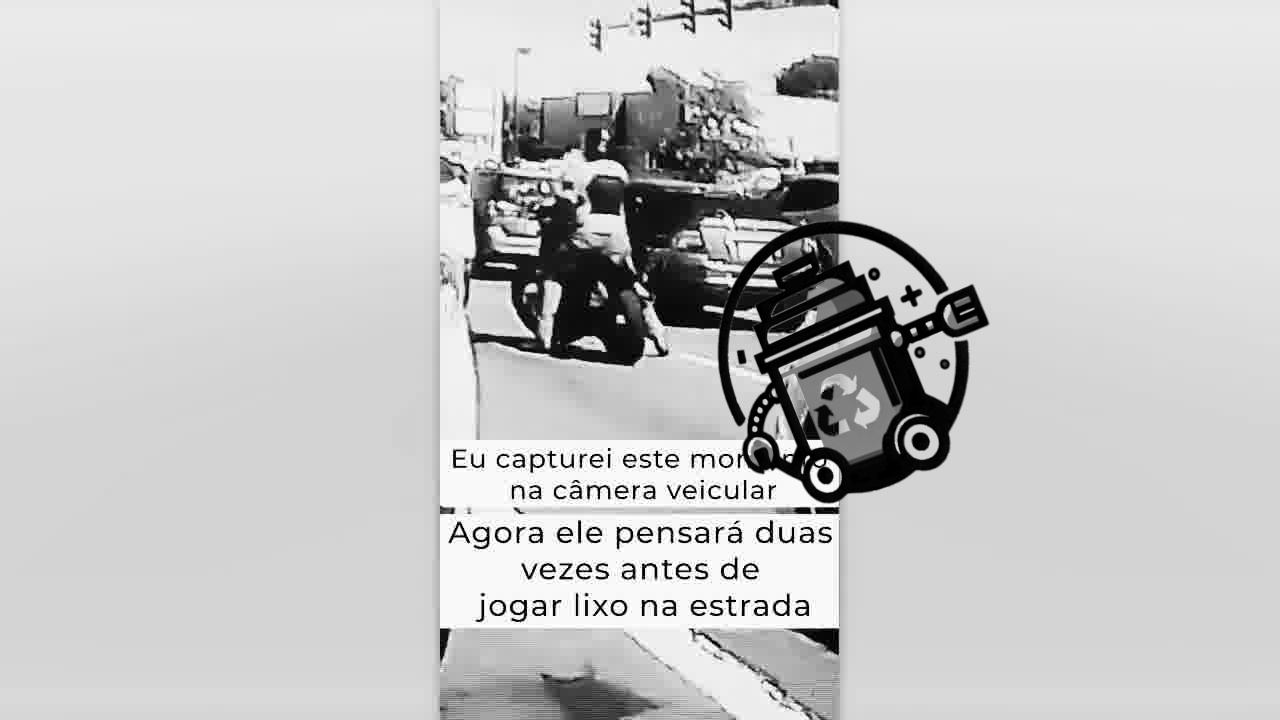 Eu capturei este
na câmera veicular
Agora ele pensará duas
vezes antes de
jogar lixo na estrada